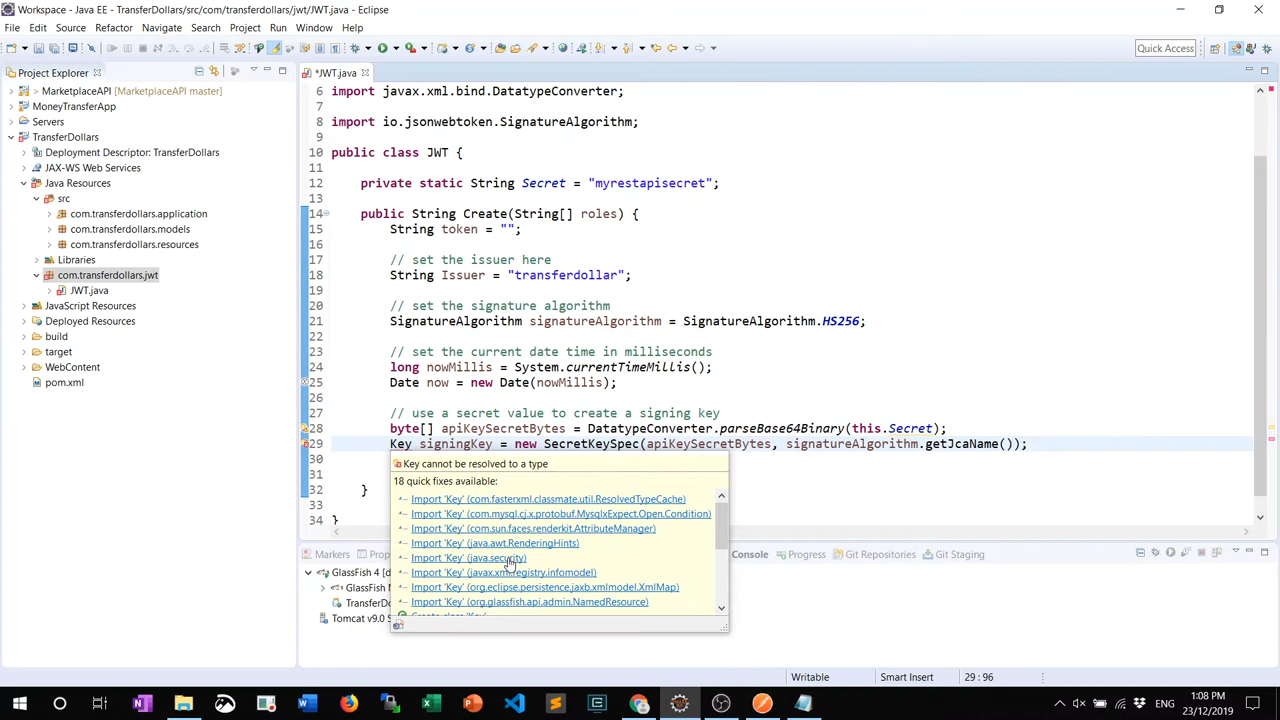 Workspace - Java EE - TransferDollars/src/com/transferdollars/jwt/JWT.java - Eclipse
File Edit Source Refactor Navigate Search Project Run Window Help
Quick Access
Project Explorer
*JWT.java
MarketplaceAPI [MarketplaceAPI master]
MoneyTransferApp
Servers
TransferDollars
Deployment Descriptor: TransferDollars
JAX-WS Web Services
Java Resources
src
com.transferdollars.application
com.transferdollars.models
com.transferdollars.resources
Libraries
com.transferdollars.jwt
JWT.java
JavaScript Resources
Deployed Resources
build
target
WebContent
pom.xml
6 import javax.xml.bind.DatatypeConverter;
7
8 import io.jsonwebtoken.SignatureAlgorithm;
9
10 public class JWT {
11
12 private static String Secret = "myrestapisecret";
13
14 public String Create(String[] roles) {
15 String token = "";
16
17 // set the issuer here
18 String Issuer = "transferdollar";
19
20 // set the signature algorithm
21 SignatureAlgorithm signatureAlgorithm = SignatureAlgorithm.HS256;
22
23 // set the current date time in milliseconds
24 long nowMillis = System.currentTimeMillis();
25 Date now = new Date(nowMillis);
26
27 // use a secret value to create a signing key
28 byte[] apiKeySecretBytes = DatatypeConverter.parseBase64Binary(this.Secret);
29 Key signingKey = new SecretKeySpec(apiKeySecretBytes, signatureAlgorithm.getJcaName());
30
31
32 }
33
34 }
Key cannot be resolved to a type
18 quick fixes available:
Import 'Key' (com.fasterxml.classmate.util.ResolvedTypeCache)
Import 'Key' (com.mysql.cj.x.protobuf.MysqlxExpect.Open.Condition)
Import 'Key' (com.sun.faces.renderkit.AttributeManager)
Import 'Key' (java.awt.RenderingHints)
Import 'Key' (java.security)
Import 'Key' (javax.xml.registry.infomodel)
Import 'Key' (org.eclipse.persistence.jaxb.xmlmodel.XmlMap)
Import 'Key' (org.glassfish.api.admin.NamedResource)
Create class 'Key'
Markers Prop Console Progress Git Repositories Git Staging
GlassFish 4 [d
GlassFish
TransferDo
Tomcat v9.0 S
Writable Smart Insert 29 : 96
ENG 1:08 PM
23/12/2019